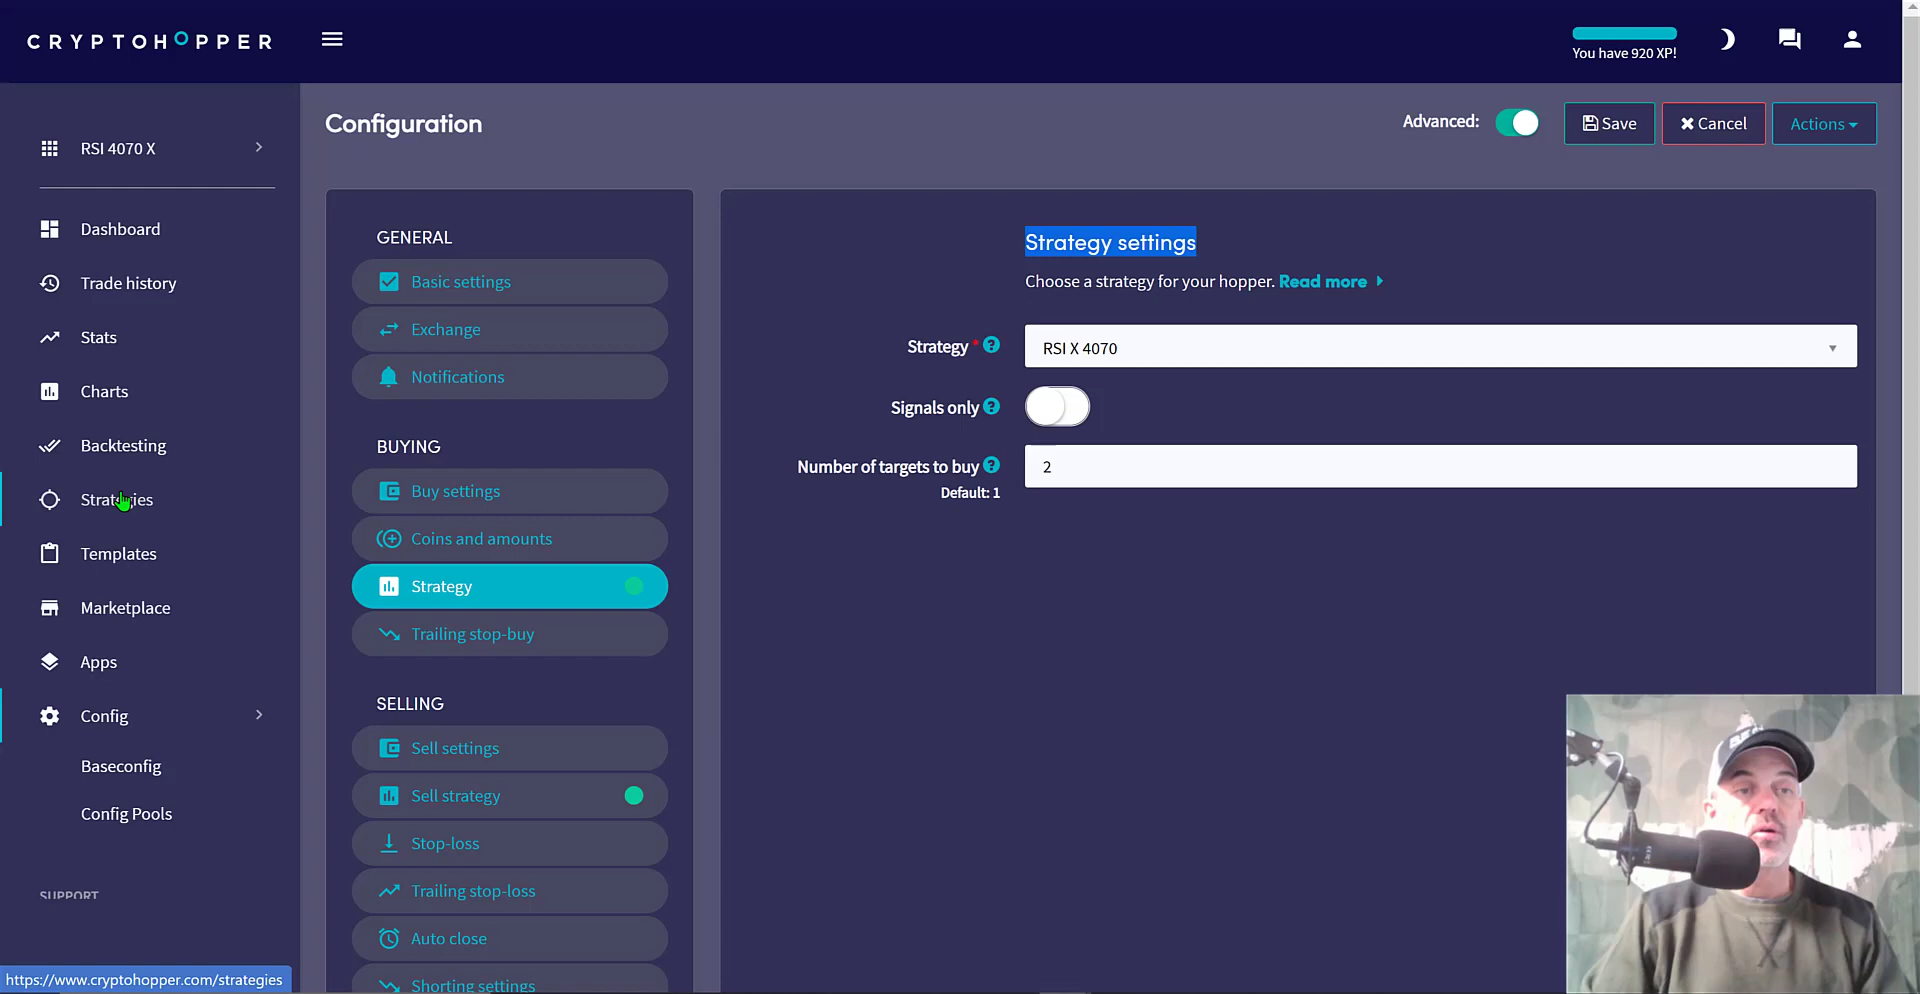 CRYPTOHOPPER
You have 920 XP!
RSI 4070 X
Dashboard
Trade history
Stats
Charts
Backtesting
Strategies
Templates
Marketplace
Apps
Config
Baseconfig
Config Pools
SUPPORT
https://www.cryptohopper.com/strategies
Configuration
Advanced:
Save
Cancel
Actions
GENERAL
Basic settings
Exchange
Notifications
BUYING
Buy settings
Coins and amounts
Strategy
Trailing stop-buy
SELLING
Sell settings
Sell strategy
Stop-loss
Trailing stop-loss
Auto close
Shorting settings
Strategy settings
Choose a strategy for your hopper. Read more
Strategy * ?
RSI X 4070
Signals only ?
Number of targets to buy ?
Default: 1
2